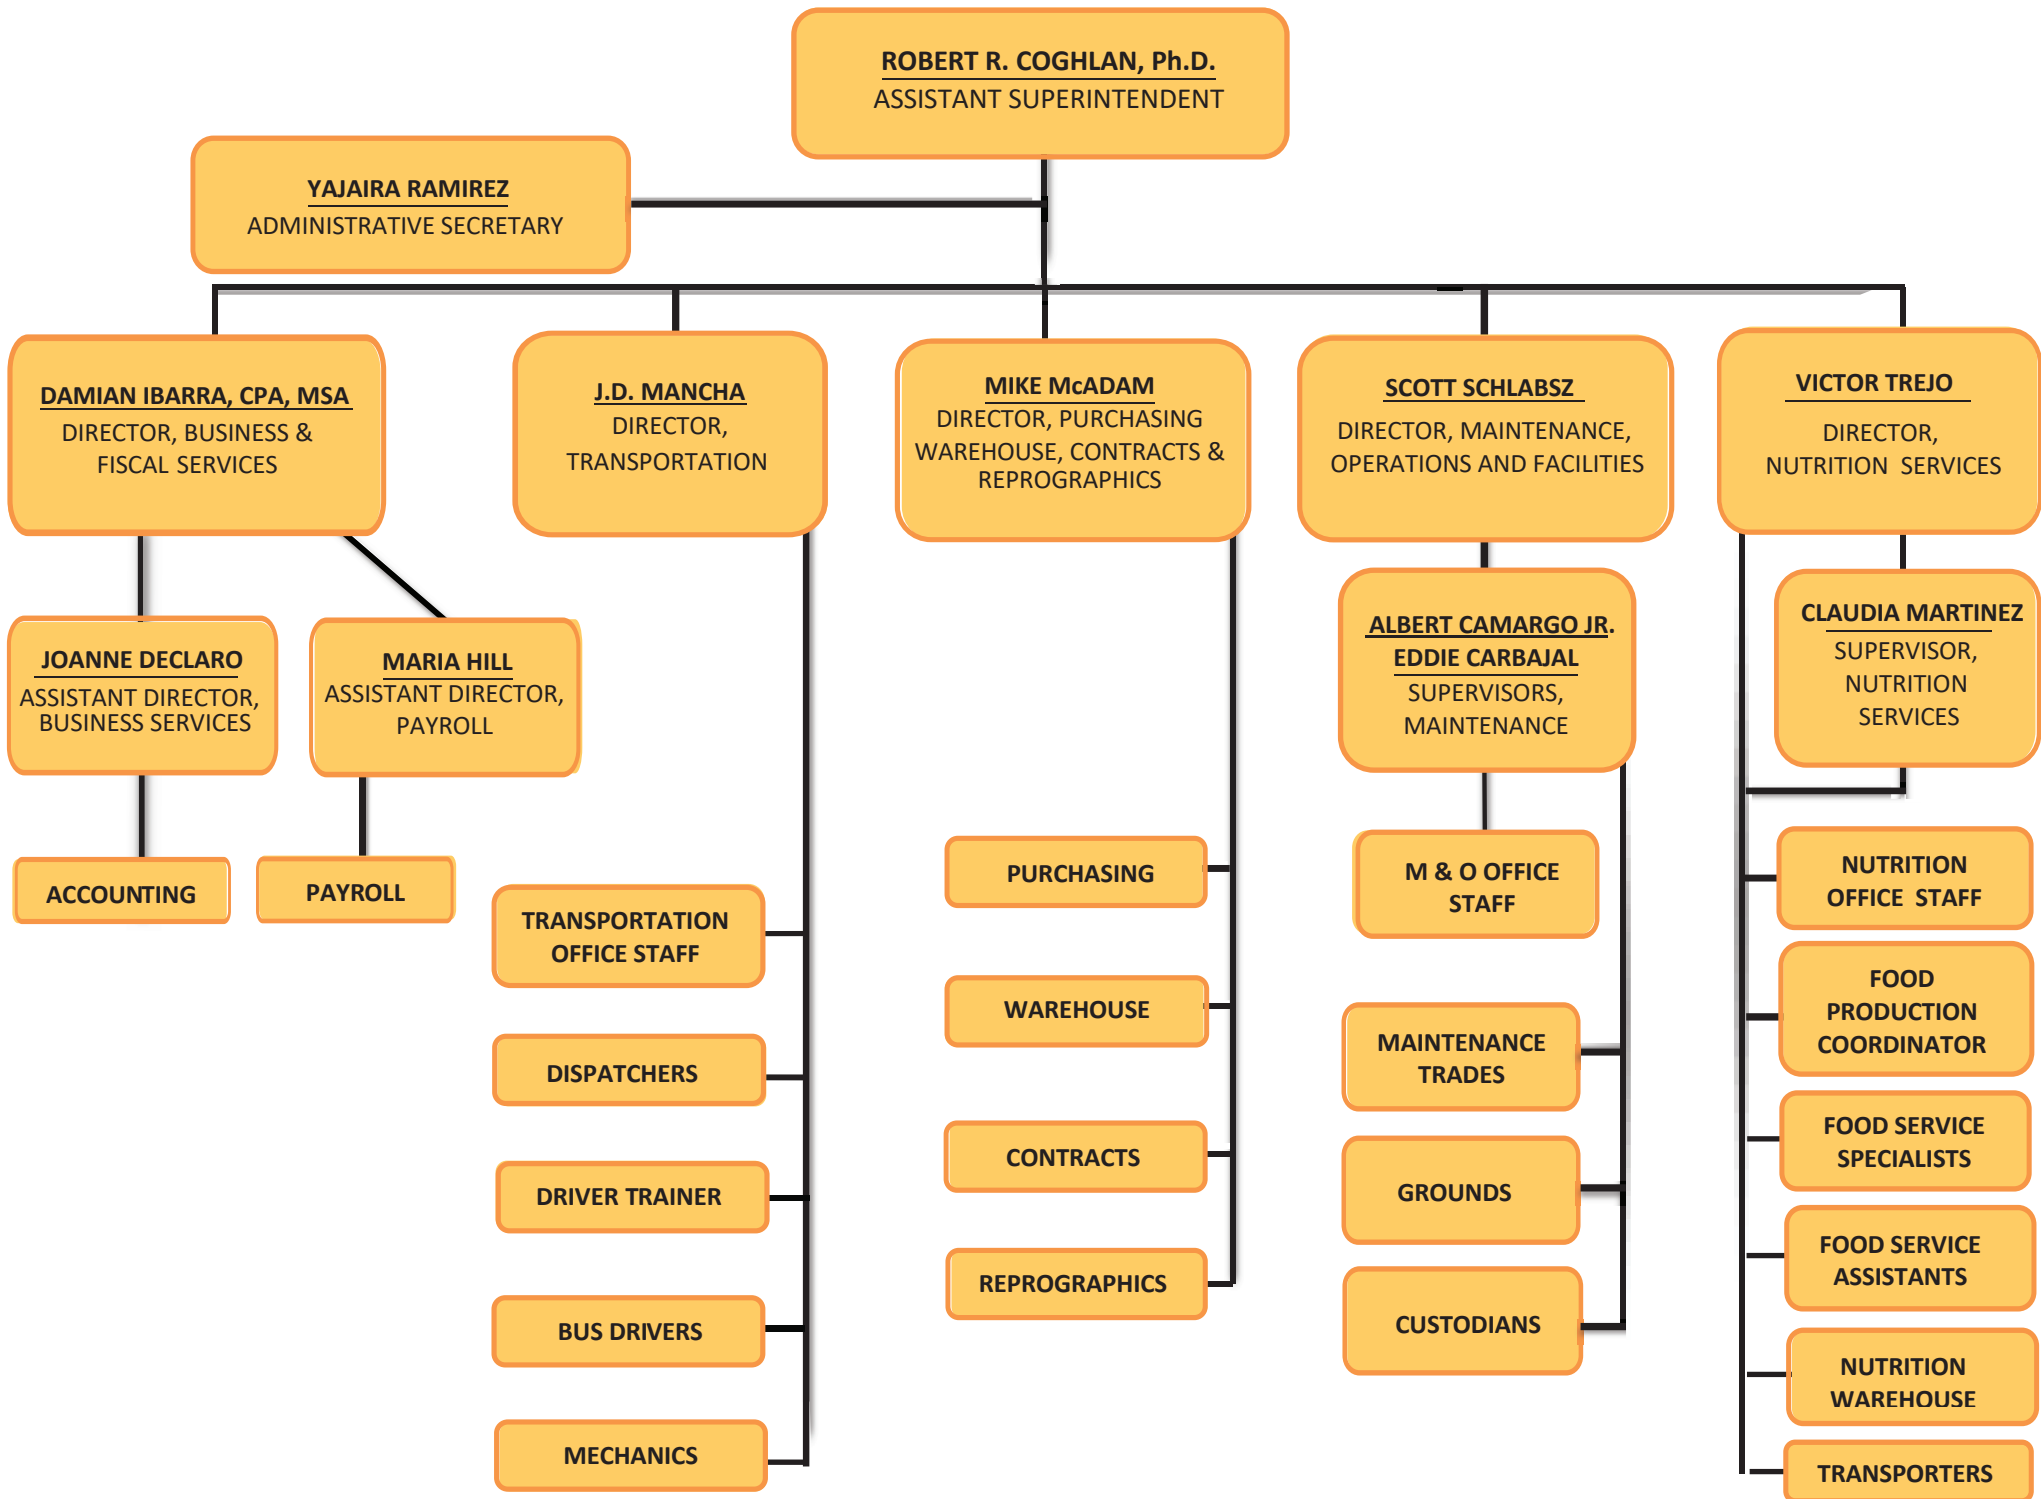 ROBERT R. COGHLAN, Ph.D.
ASSISTANT SUPERINTENDENT
YAJAIRA RAMIREZ
ADMINISTRATIVE SECRETARY
DAMIAN IBARRA, CPA, MSA
DIRECTOR, BUSINESS &
FISCAL SERVICES
J.D. MANCHA
DIRECTOR,
TRANSPORTATION
MIKE McADAM
DIRECTOR, PURCHASING
WAREHOUSE, CONTRACTS &
REPROGRAPHICS
SCOTT SCHLABSZ
DIRECTOR, MAINTENANCE,
OPERATIONS AND FACILITIES
VICTOR TREJO
DIRECTOR,
NUTRITION SERVICES
JOANNE DECLARO
ASSISTANT DIRECTOR,
BUSINESS SERVICES
MARIA HILL
ASSISTANT DIRECTOR,
PAYROLL
ALBERT CAMARGO JR.
EDDIE CARBAJAL
SUPERVISORS,
MAINTENANCE
CLAUDIA MARTINEZ
SUPERVISOR,
NUTRITION
SERVICES
ACCOUNTING
PAYROLL
TRANSPORTATION
OFFICE STAFF
DISPATCHERS
DRIVER TRAINER
BUS DRIVERS
MECHANICS
PURCHASING
WAREHOUSE
CONTRACTS
REPROGRAPHICS
M & O OFFICE
STAFF
MAINTENANCE
TRADES
GROUNDS
CUSTODIANS
NUTRITION
OFFICE STAFF
FOOD
PRODUCTION
COORDINATOR
FOOD SERVICE
SPECIALISTS
FOOD SERVICE
ASSISTANTS
NUTRITION
WAREHOUSE
TRANSPORTERS